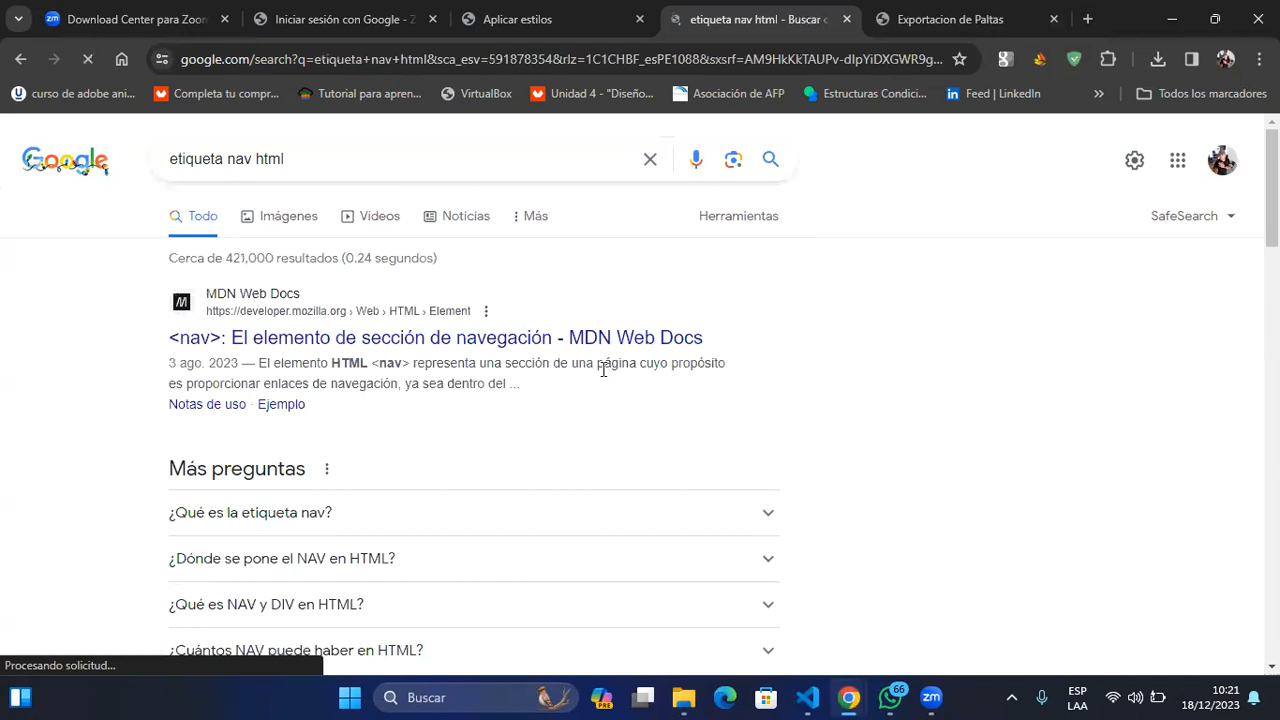 Download Center para Zoom
Iniciar sesión con Google - Z
Aplicar estilos
etiqueta nav html - Buscar c
Exportacion de Paltas
google.com/search?q=etiqueta+nav+html&sca_esv=591878354&rlz=1C1CHBF_esPE1088&sxsrf=AM9HkKkTAUPv-dIpYiDXGWR9g...
curso de adobe ani...
Completa tu compr...
Tutorial para apren...
VirtualBox
Unidad 4 - "Diseño...
Asociación de AFP
Estructuras Condici...
Feed | LinkedIn
Todos los marcadores
Google
etiqueta nav html
Todo
Imágenes
Videos
Noticias
Más
Herramientas
SafeSearch
Cerca de 421,000 resultados (0.24 segundos)
MDN Web Docs
https://developer.mozilla.org › Web › HTML › Element
<nav>: El elemento de sección de navegación - MDN Web Docs
3 ago. 2023 — El elemento HTML <nav> representa una sección de una página cuyo propósito
es proporcionar enlaces de navegación, ya sea dentro del ...
Notas de uso · Ejemplo
Más preguntas
¿Qué es la etiqueta nav?
¿Dónde se pone el NAV en HTML?
¿Qué es NAV y DIV en HTML?
¿Cuántos NAV puede haber en HTML?
Procesando solicitud...
Buscar
PRE
66
zm
ESP
LAA
10:21
18/12/2023